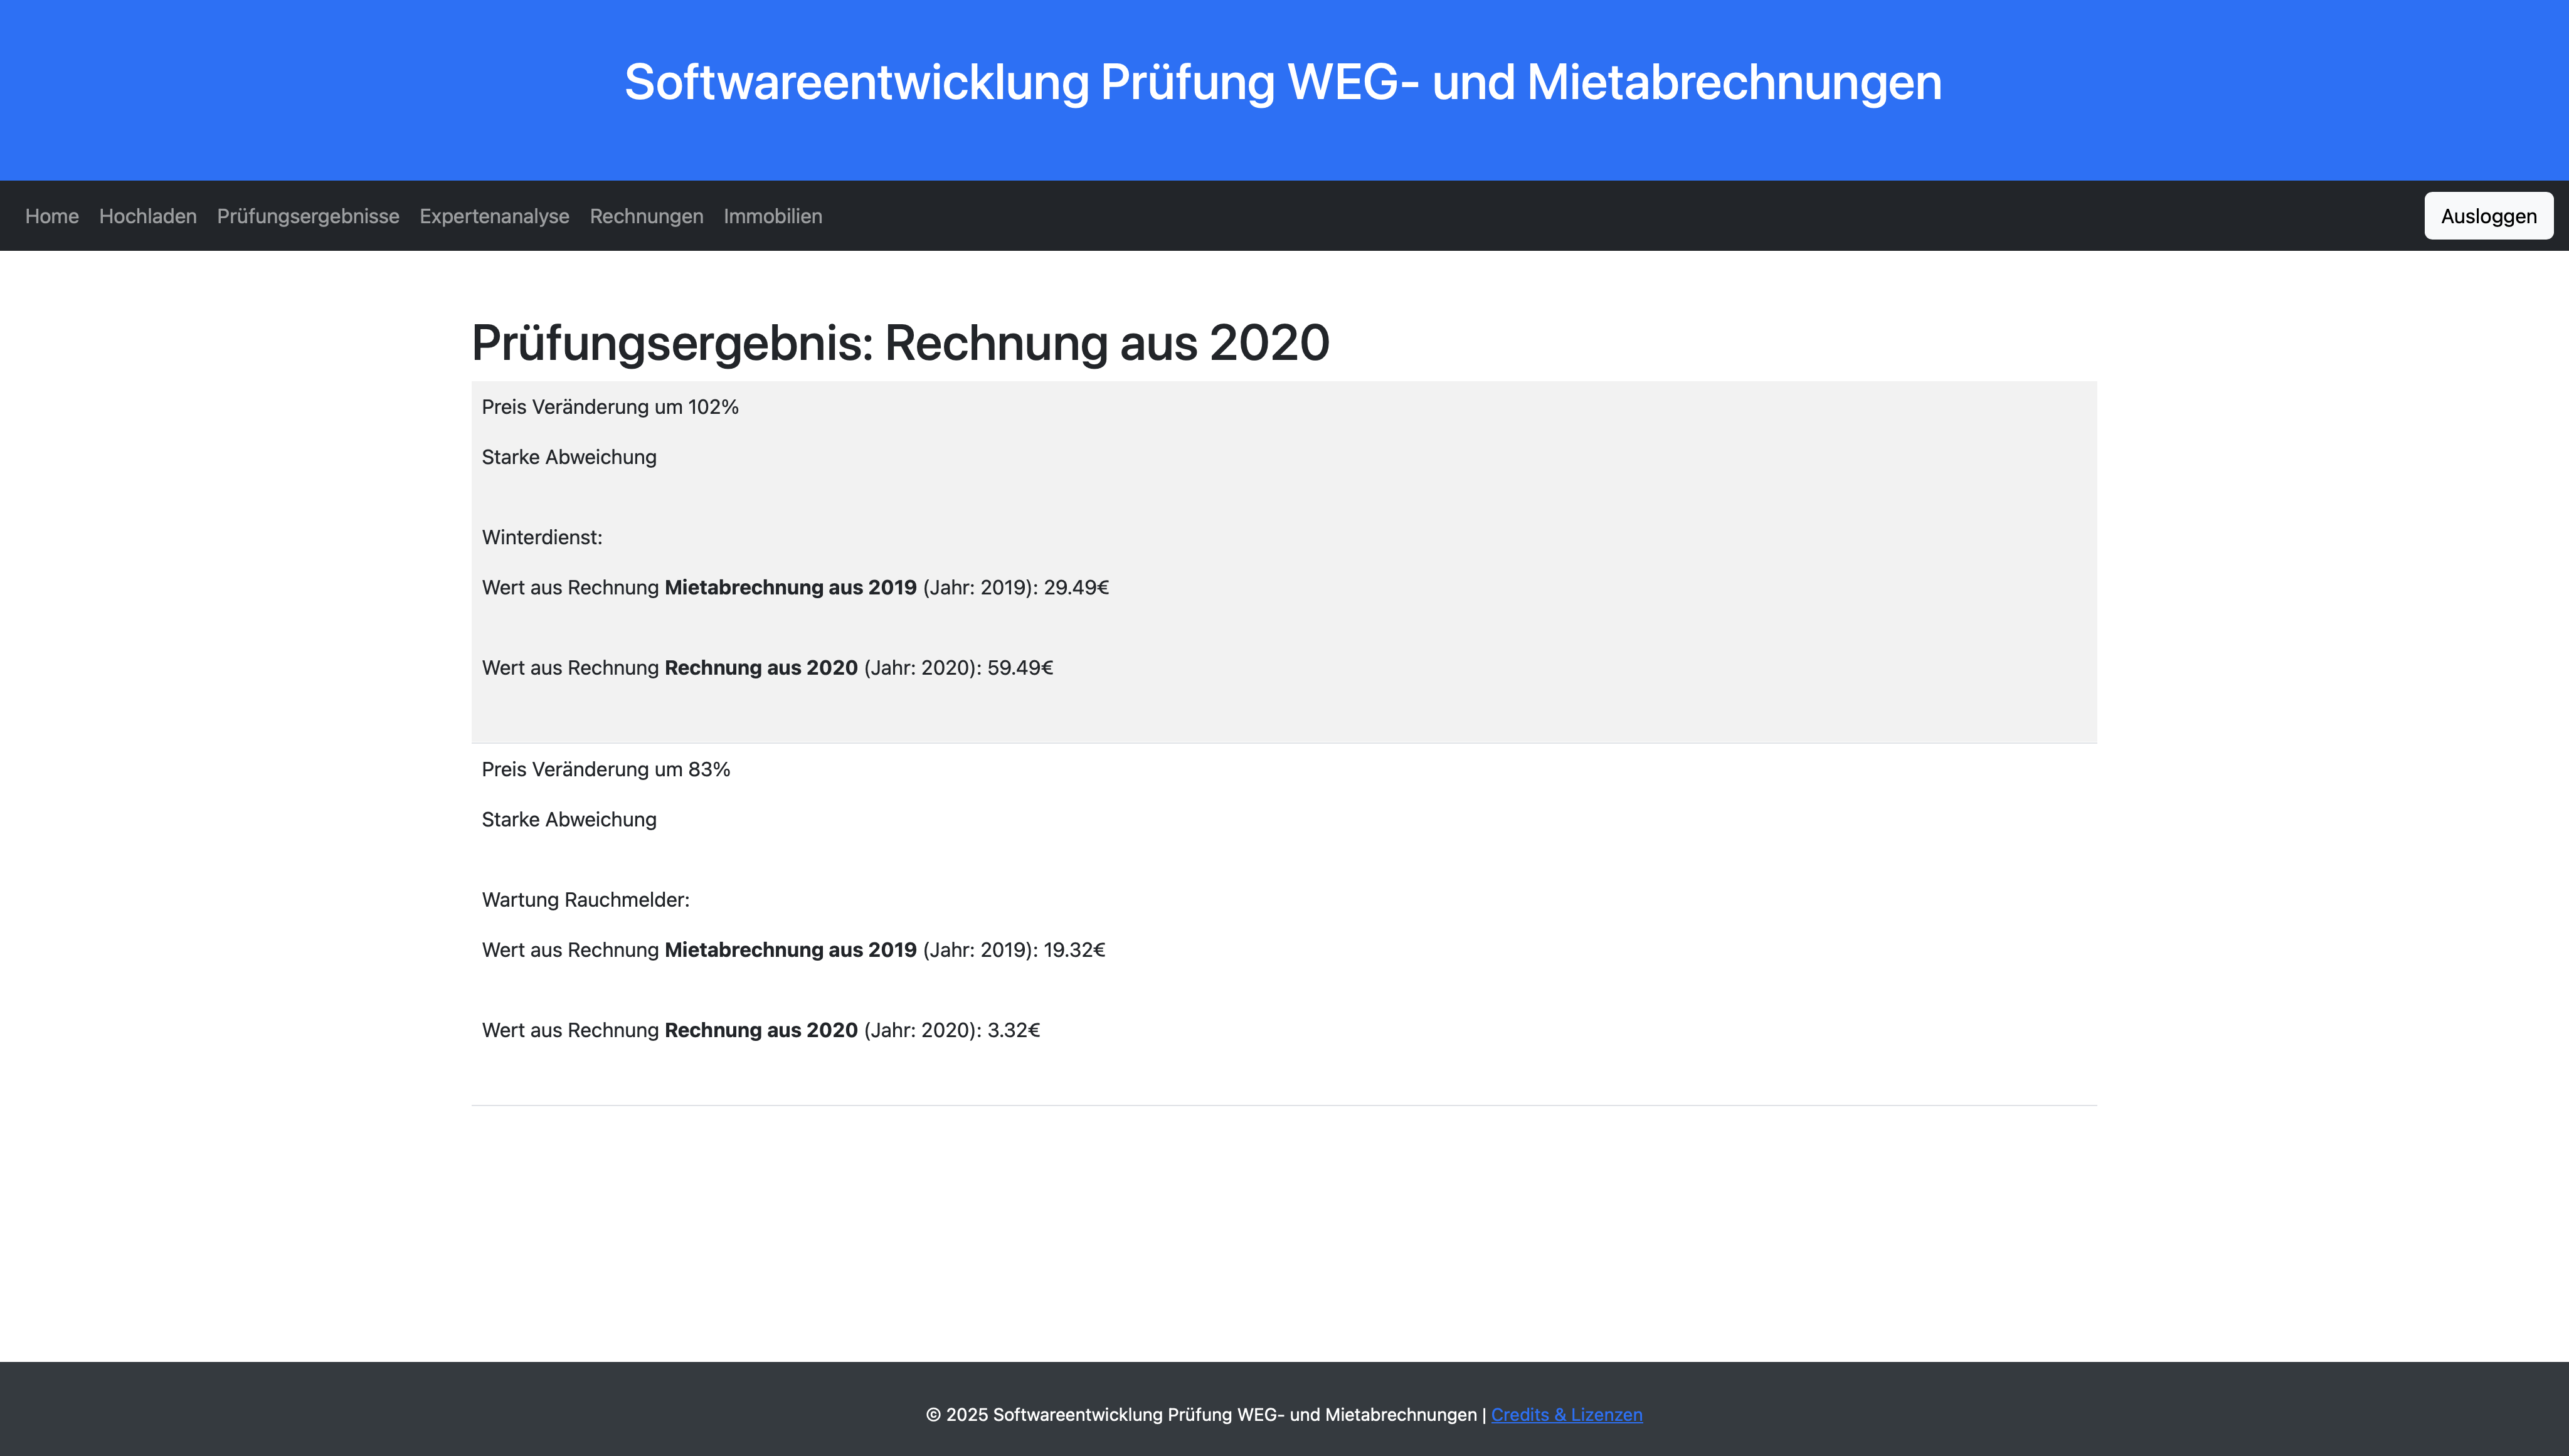 Softwareentwicklung Prüfung WEG- und Mietabrechnungen
Home Hochladen Prüfungsergebnisse Expertenanalyse Rechnungen Immobilien Ausloggen
Prüfungsergebnis: Rechnung aus 2020
Preis Veränderung um 102%
Starke Abweichung
Winterdienst:
Wert aus Rechnung Mietabrechnung aus 2019 (Jahr: 2019): 29.49€
Wert aus Rechnung Rechnung aus 2020 (Jahr: 2020): 59.49€
Preis Veränderung um 83%
Starke Abweichung
Wartung Rauchmelder:
Wert aus Rechnung Mietabrechnung aus 2019 (Jahr: 2019): 19.32€
Wert aus Rechnung Rechnung aus 2020 (Jahr: 2020): 3.32€
© 2025 Softwareentwicklung Prüfung WEG- und Mietabrechnungen | Credits & Lizenzen